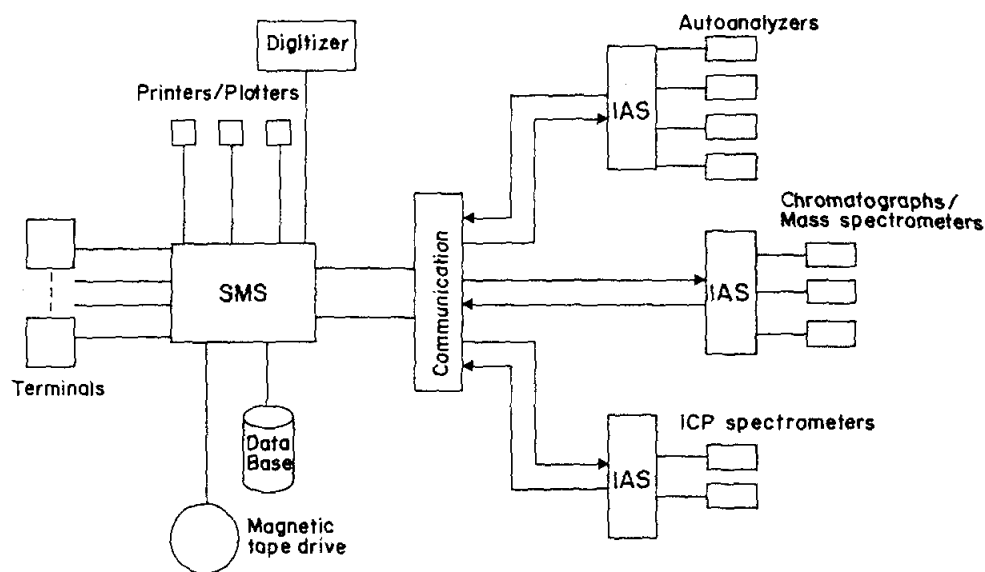 Autoanalyzers
Digitizer
Printers/Plotters
IAS
Chromatographs/
Mass spectrometers
SMS
Communication
IAS
Terminals
ICP spectrometers
Data
Base
IAS
Magnetic
tape drive